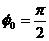 ϕ₀ = π/2